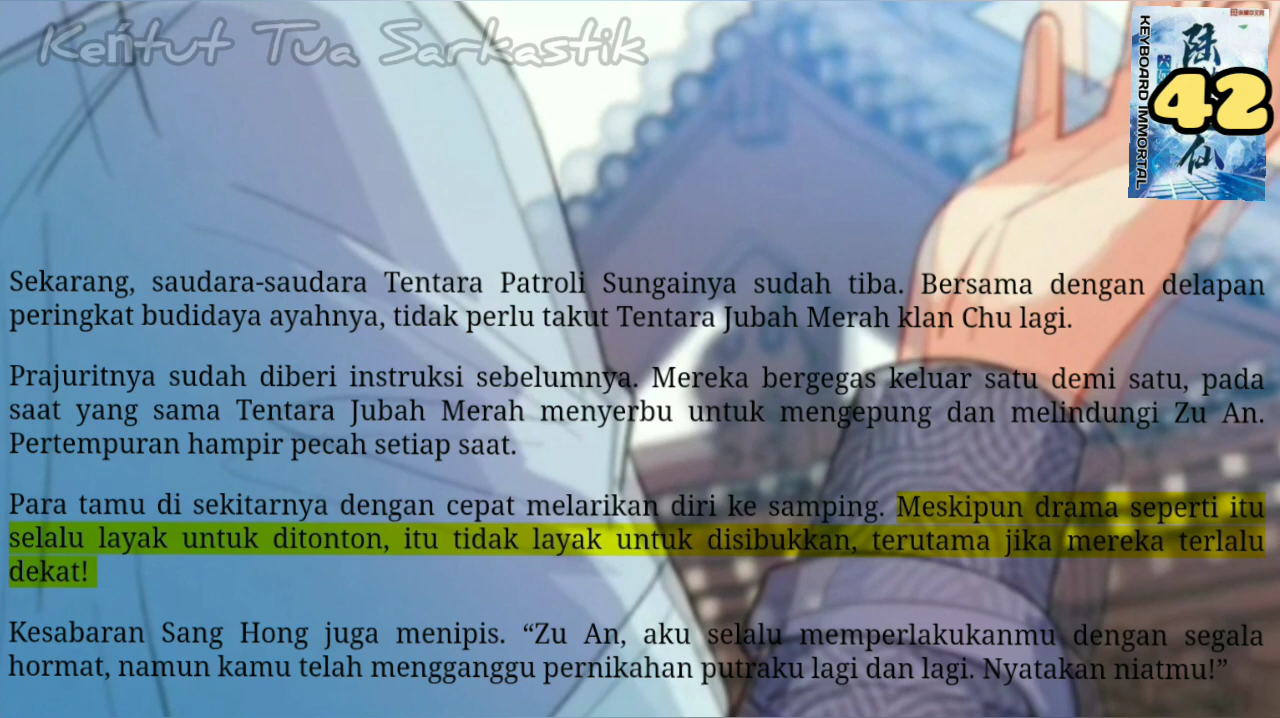 Kentut Tua Sarkastik
KEYBOARD IMMORTAL
42
Sekarang, saudara-saudara Tentara Patroli Sungainya sudah tiba. Bersama dengan delapan
peringkat budidaya ayahnya, tidak perlu takut Tentara Jubah Merah klan Chu lagi.
Prajuritnya sudah diberi instruksi sebelumnya. Mereka bergegas keluar satu demi satu, pada
saat yang sama Tentara Jubah Merah menyerbu untuk mengepung dan melindungi Zu An.
Pertempuran hampir pecah setiap saat.
Para tamu di sekitarnya dengan cepat melarikan diri ke samping. Meskipun drama seperti itu
selalu layak untuk ditonton, itu tidak layak untuk disibukkan, terutama jika mereka terlalu
dekat!
Kesabaran Sang Hong juga menipis. “Zu An, aku selalu memperlakukanmu dengan segala
hormat, namun kamu telah mengganggu pernikahan putraku lagi dan lagi. Nyatakan niatmu!”